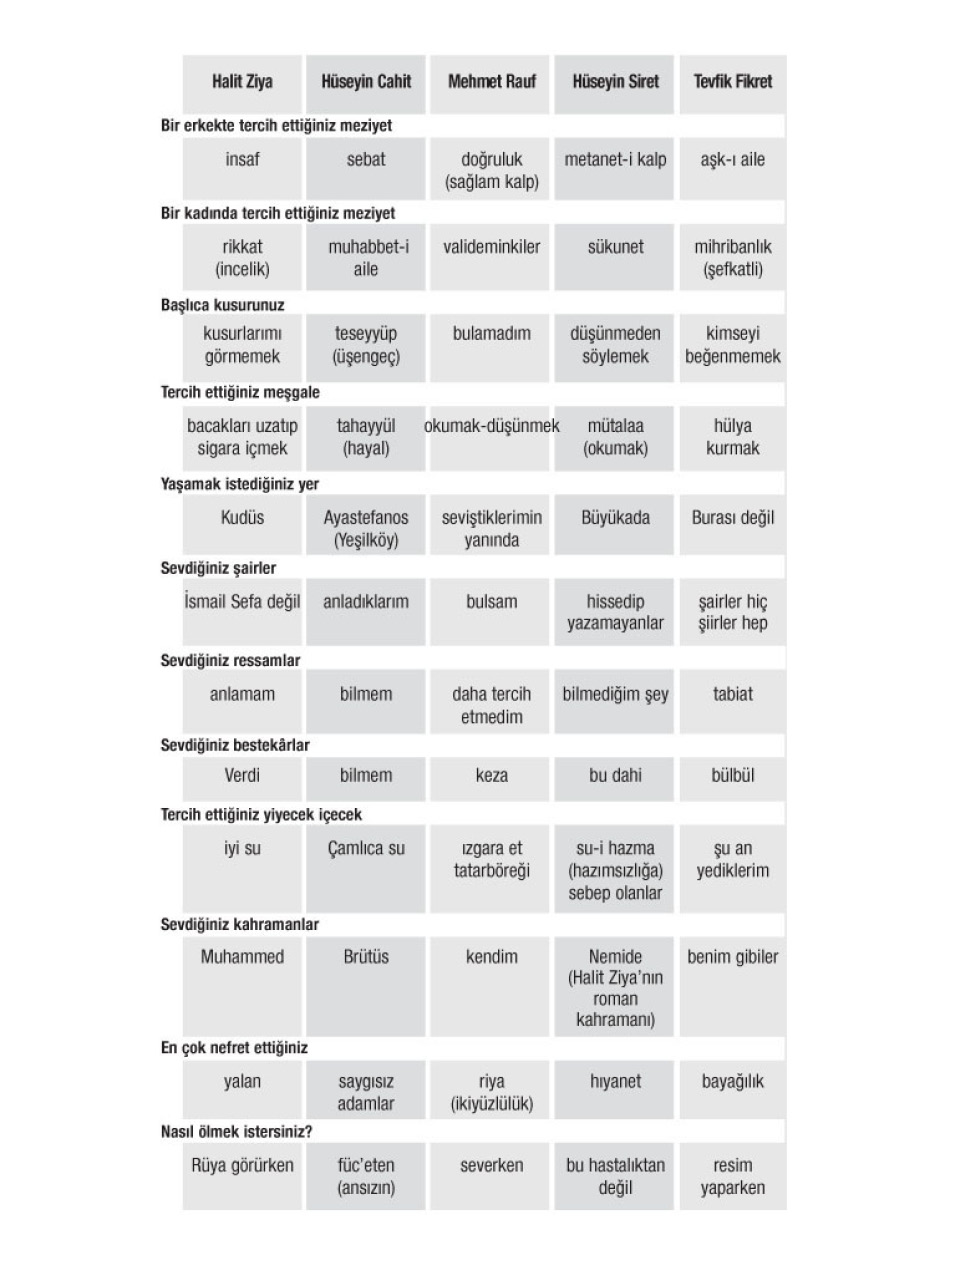 Halit Ziya Hüseyin Cahit Mehmet Rauf Hüseyin Siret Tevfik Fikret
Bir erkekte tercih ettiğiniz meziyet
insaf sebat doğruluk metanet-i kalp aşk-ı aile
(sağlam kalp)
Bir kadında tercih ettiğiniz meziyet
rikkat muhabbet-i valideminkiler sükunet mihribanlık
(incelik) aile (şefkatli)
Başlıca kusurunuz
kusurlarımı teseyyüp bulamadım düşünmeden kimseyi
görmemek (üşengeç) söylemek beğenmemek
Tercih ettiğiniz meşgale
bacakları uzatıp tahayyül okumak-düşünmek mütalaa hülya
sigara içmek (hayal) (okumak) kurmak
Yaşamak istediğiniz yer
Kudüs Ayastefanos seviştiklerimin Büyükada Burası değil
(Yeşilköy) yanında
Sevdiğiniz şairler
İsmail Sefa değil anladıklarım bulsam hissedip şairler hiç
yazamayanlar şiirler hep
Sevdiğiniz ressamlar
anlamam bilmem daha tercih bilmediğim şey tabiat
etmedim
Sevdiğiniz bestekârlar
Verdi bilmem keza bu dahi bülbül
Tercih ettiğiniz yiyecek içecek
iyi su Çamlıca su ızgara et su-i hazma şu an
tatarböreği (hazımsızlığa) yediklerim
sebep olanlar
Sevdiğiniz kahramanlar
Muhammed Brütüs kendim Nemide benim gibiler
(Halit Ziya'nın
roman
kahramanı)
En çok nefret ettiğiniz
yalan saygısız riya hıyanet bayağılık
adamlar (ikiyüzlülük)
Nasıl ölmek istersiniz?
Rüya görürken füc'eten severken bu hastalıktan resim
(ansızın) değil yaparken